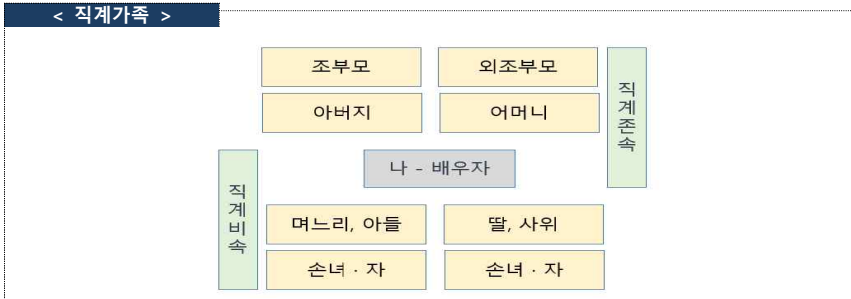 < 직계가족 >
조부모 외조부모
아버지 어머니
직계존속
나 - 배우자
직계비속
며느리, 아들 딸, 사위
손녀 · 자 손녀 · 자